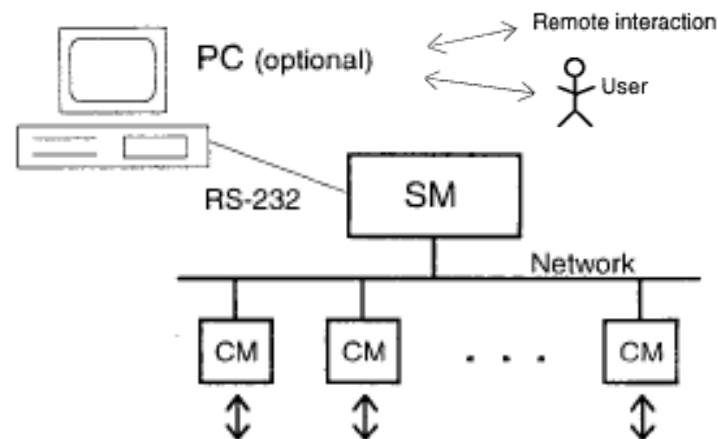 Remote interaction
PC (optional)
User
RS-232
SM
Network
CM
CM
. . .
CM